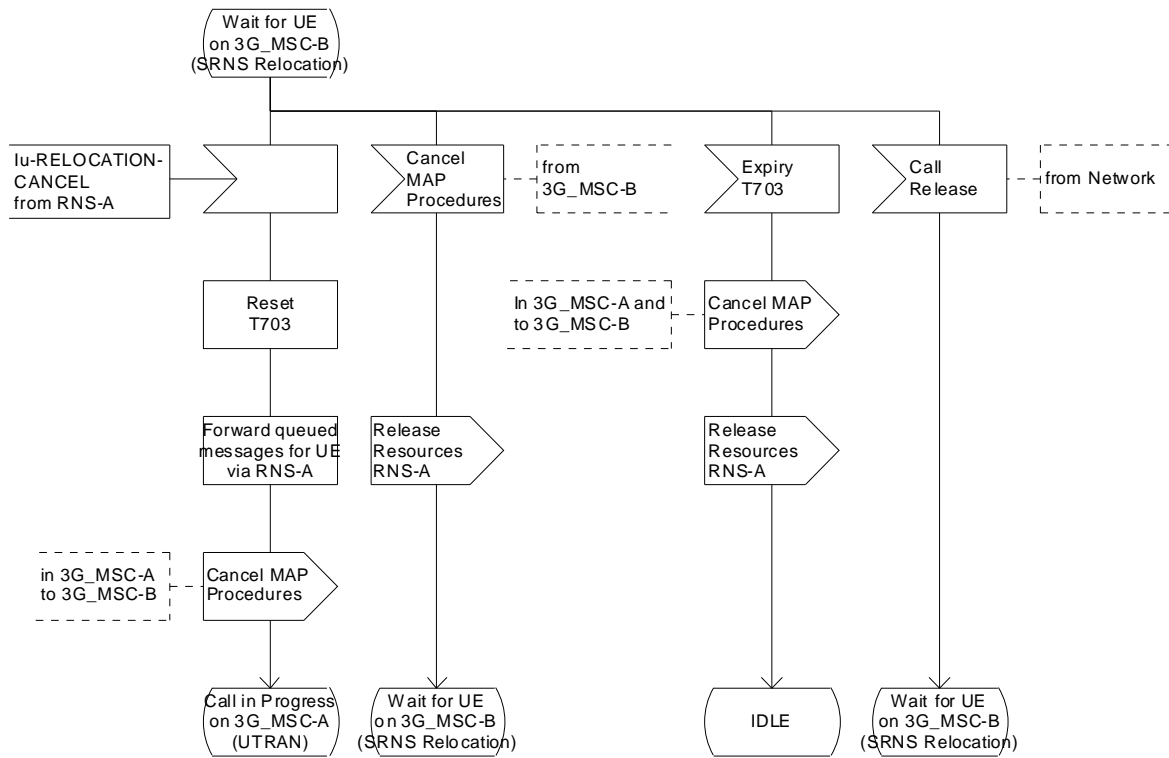 Wait for UE
on 3G_MSC-B
(SRNS Relocation)
Iu-RELOCATION-
CANCEL
from RNS-A
Cancel
MAP
Procedures
from
3G_MSC-B
Expiry
T703
Call
Release
from Network
Reset
T703
In 3G_MSC-A and
to 3G_MSC-B
Cancel MAP
Procedures
Forward queued
messages for UE
via RNS-A
Release
Resources
RNS-A
Release
Resources
RNS-A
in 3G_MSC-A
to 3G_MSC-B
Cancel MAP
Procedures
Call in Progress
on 3G_MSC-A
(UTRAN)
Wait for UE
on 3G_MSC-B
(SRNS Relocation)
IDLE
Wait for UE
on 3G_MSC-B
(SRNS Relocation)